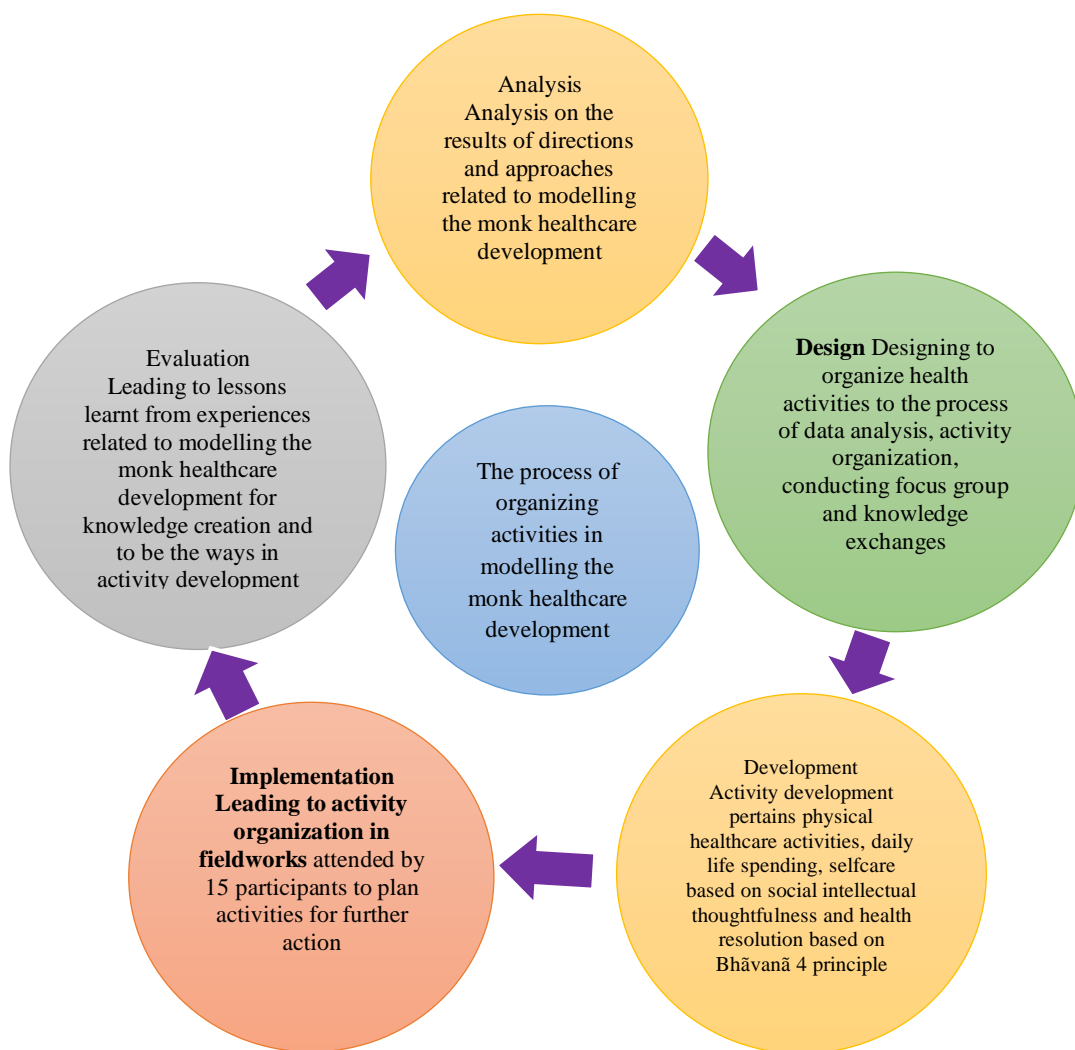 Analysis
Analysis on the
results of directions
and approaches
related to modelling
the monk healthcare
development
Design Designing to
organize health
activities to the process
of data analysis, activity
organization,
conducting focus group
and knowledge
exchanges
Evaluation
Leading to lessons
learnt from experiences
related to modelling the
monk healthcare
development for
knowledge creation and
to be the ways in
activity development
The process of
organizing
activities in
modelling the
monk healthcare
development
Development
Activity development
pertains physical
healthcare activities, daily
life spending, selfcare
based on social intellectual
thoughtfulness and health
resolution based on
Bhãvanã 4 principle
Implementation
Leading to activity
organization in
fieldworks attended by
15 participants to plan
activities for further
action